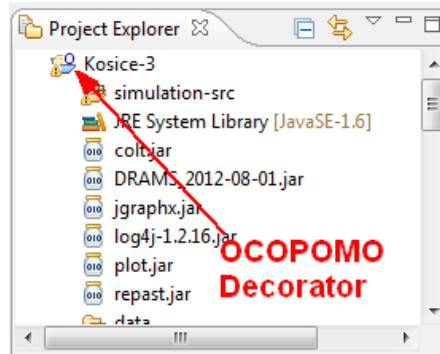 Project Explorer
Kosice-3
simulation-src
JRE System Library [JavaSE-1.6]
colt.jar
DRAMS_2012-08-01.jar
jgraphx.jar
log4j-1.2.16.jar
plot.jar
repast.jar
data
OCOPOMO
Decorator